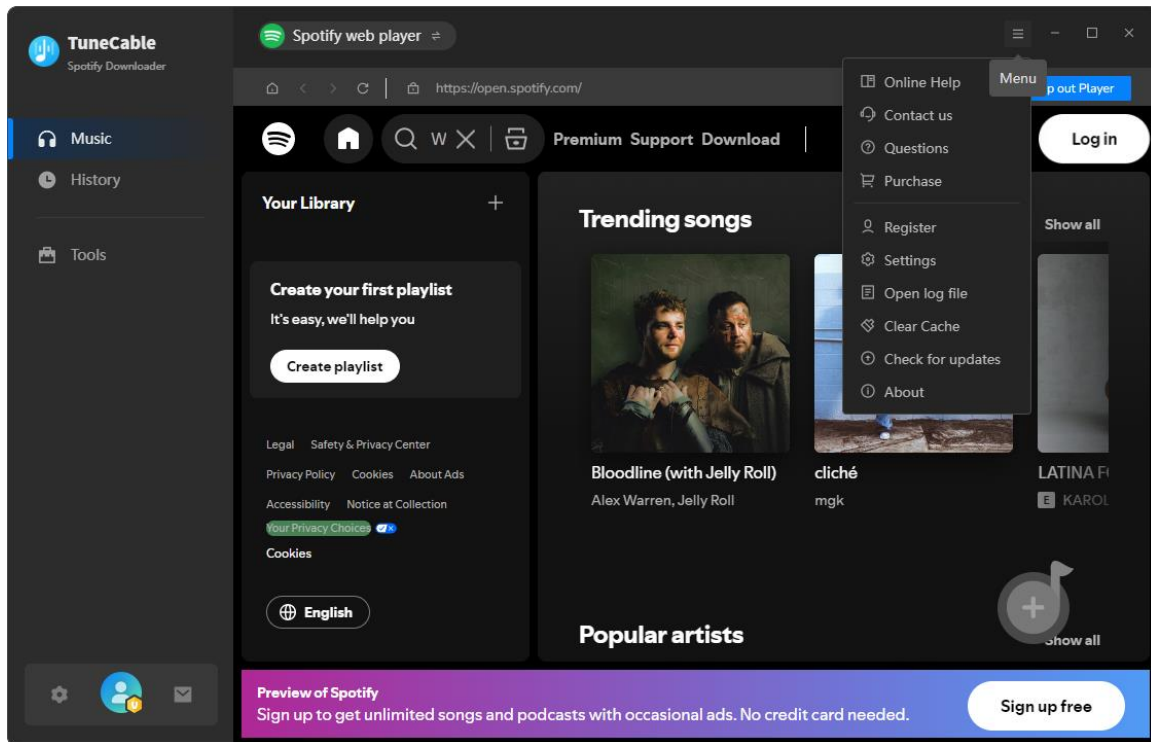 TuneCable
Spotify Downloader
Music
History
Tools
Spotify web player
https://open.spotify.com/
Menu
p out Player
W
Premium Support Download
Log in
Online Help
Contact us
Questions
Purchase
Register
Settings
Open log file
Clear Cache
Check for updates
About
Your Library
Create your first playlist
It's easy, we'll help you
Create playlist
Legal Safety & Privacy Center
Privacy Policy Cookies About Ads
Accessibility Notice at Collection
Your Privacy Choices
Cookies
English
Trending songs
Show all
Bloodline (with Jelly Roll)
Alex Warren, Jelly Roll
cliché
mgk
LATINA
E KAROL
Popular artists
Show all
Preview of Spotify
Sign up to get unlimited songs and podcasts with occasional ads. No credit card needed.
Sign up free